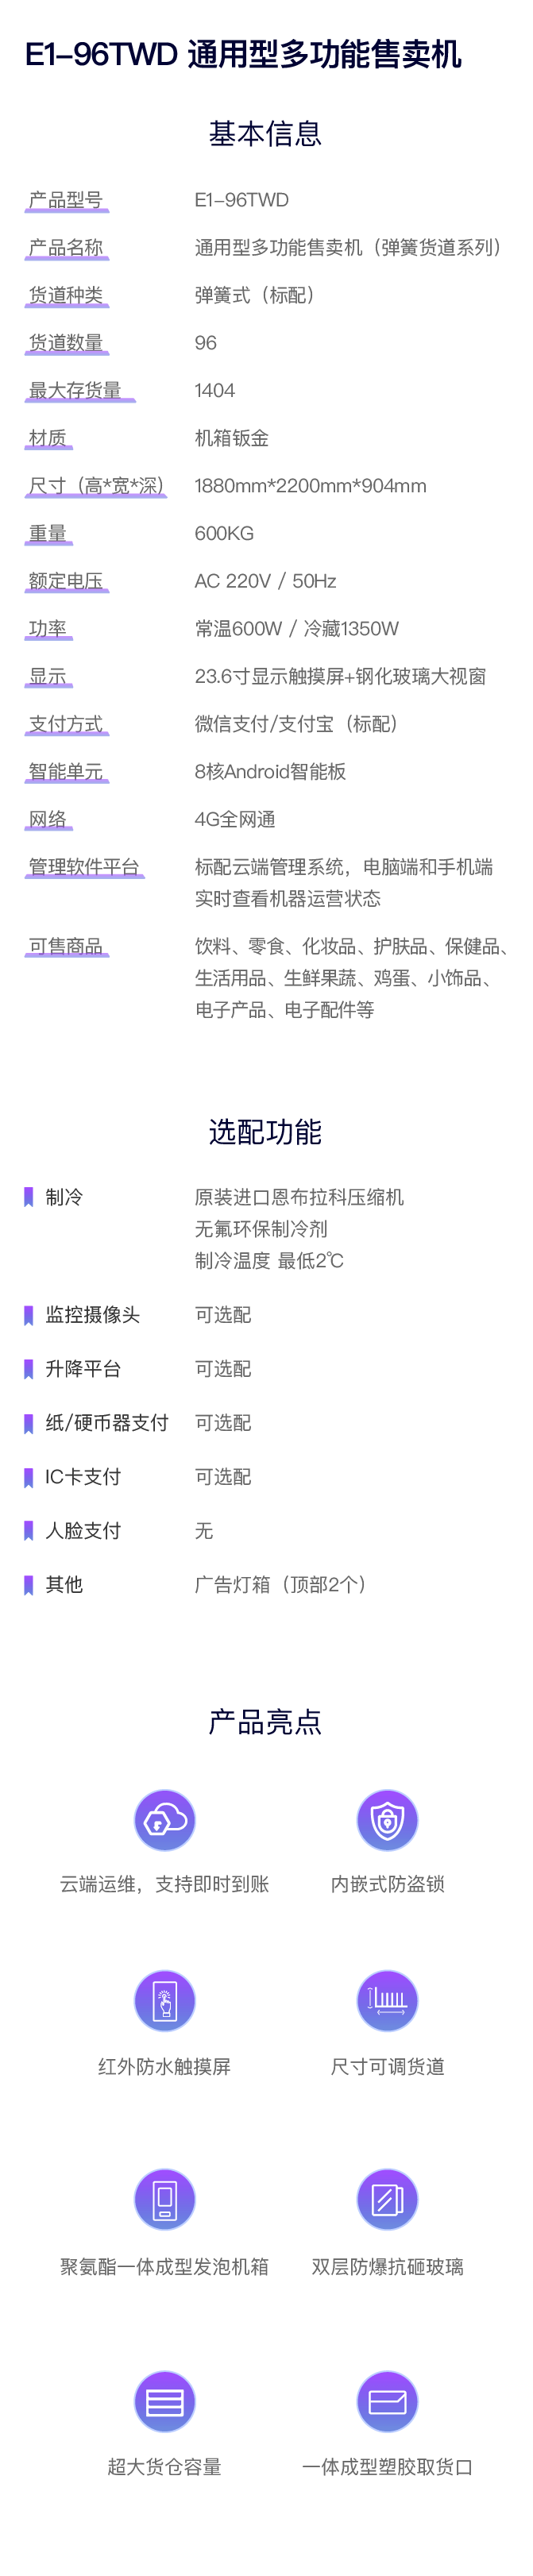 E1-96TWD 通用型多功能售卖机
基本信息
产品型号 E1-96TWD
产品名称 通用型多功能售卖机（弹簧货道系列）
货道种类 弹簧式（标配）
货道数量 96
最大存货量 1404
材质 机箱钣金
尺寸（高*宽*深） 1880mm*2200mm*904mm
重量 600KG
额定电压 AC 220V / 50Hz
功率 常温600W / 冷藏1350W
显示 23.6寸显示触摸屏+钢化玻璃大视窗
支付方式 微信支付/支付宝（标配）
智能单元 8核Android智能板
网络 4G全网通
管理软件平台 标配云端管理系统，电脑端和手机端
实时查看机器运营状态
可售商品 饮料、零食、化妆品、护肤品、保健品、
生活用品、生鲜果蔬、鸡蛋、小饰品、
电子产品、电子配件等
选配功能
制冷 原装进口恩布拉科压缩机
无氟环保制冷剂
制冷温度 最低2℃
监控摄像头 可选配
升降平台 可选配
纸/硬币器支付 可选配
IC卡支付 可选配
人脸支付 无
其他 广告灯箱（顶部2个）
产品亮点
云端运维，支持即时到账 内嵌式防盗锁
红外防水触摸屏 尺寸可调货道
聚氨酯一体成型发泡机箱 双层防爆抗砸玻璃
超大货仓容量 一体成型塑胶取货口